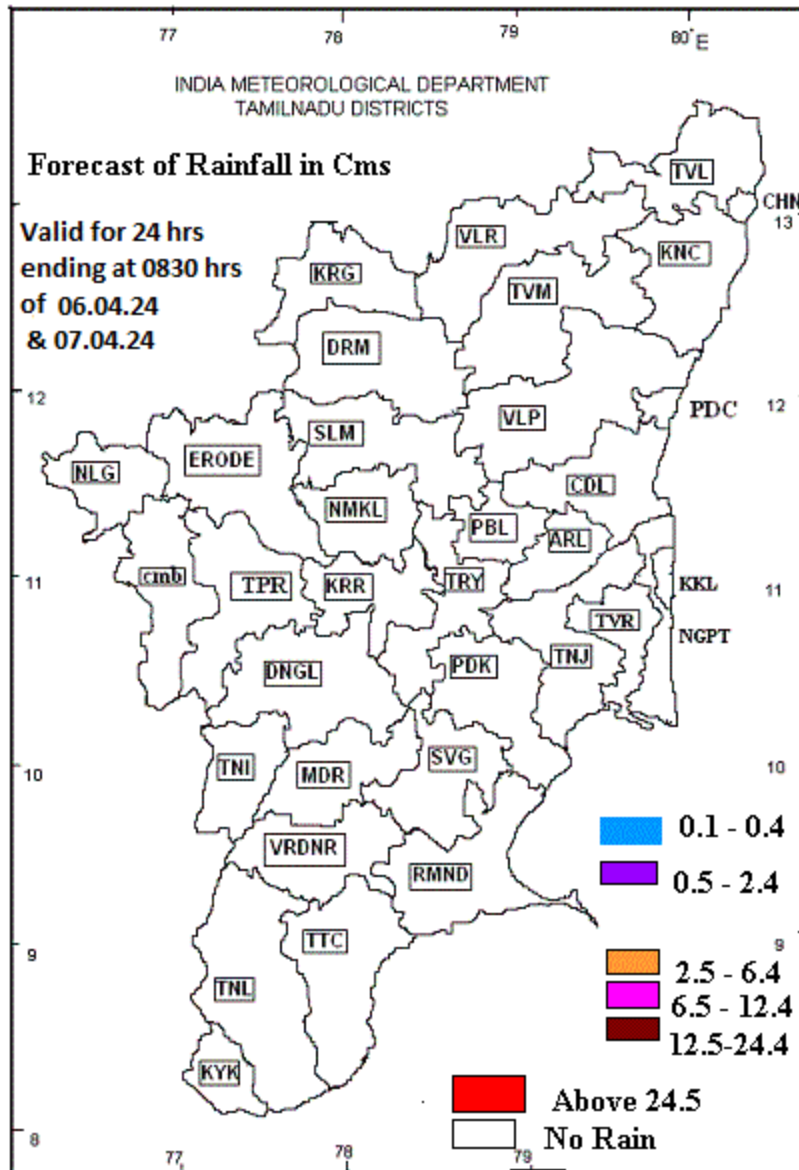 77 78 79 80°E
INDIA METEOROLOGICAL DEPARTMENT
TAMILNADU DISTRICTS
Forecast of Rainfall in Cms
TVL
CHN
13
Valid for 24 hrs
ending at 0830 hrs
of 06.04.24
& 07.04.24
VLR
KNC
KRG
TVM
DRM
12
12
PDC
VLP
SLM
ERODE
NLG
CDL
NMKL
PBL
ARL
11
cmb
TPR
KRR
TRY
KKL
11
TVR
NGPT
TNJ
DNGL
PDK
10
TNI
MDR
SVG
10
0.1 - 0.4
VRDNR
RMND
0.5 - 2.4
9
TTC
9
2.5 - 6.4
TNL
6.5 - 12.4
12.5-24.4
KYK
Above 24.5
No Rain
8
77 78 79